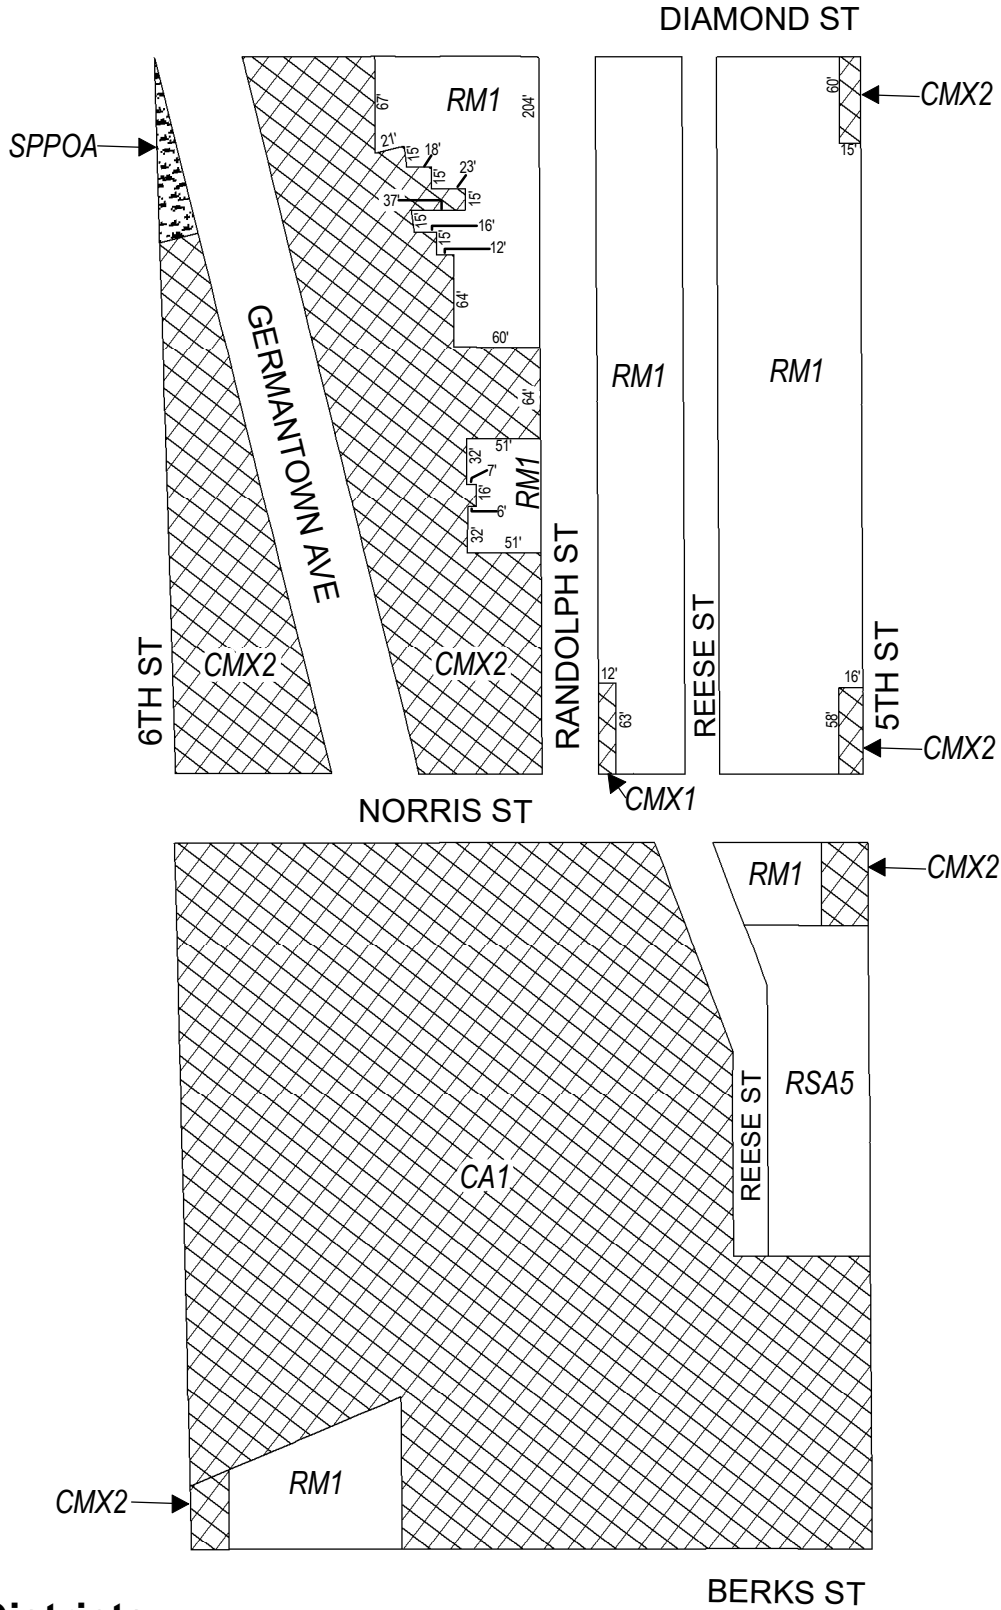 DIAMOND ST
SPPOA
67'
RM1
204'
60'
CMX2
15'
21'
15'
18'
15'
23'
37'
15'
15'
16'
15'
12'
64'
60'
GERMANTOWN AVE
RM1
RM1
64'
51'
32'
7'
16'
RM1
6'
32'
51'
6TH ST
CMX2
CMX2
RANDOLPH ST
12'
63'
REESE ST
16'
58'
5TH ST
CMX2
CMX1
NORRIS ST
RM1
CMX2
REESE ST
RSA5
CA1
RM1
CMX2
BERKS ST